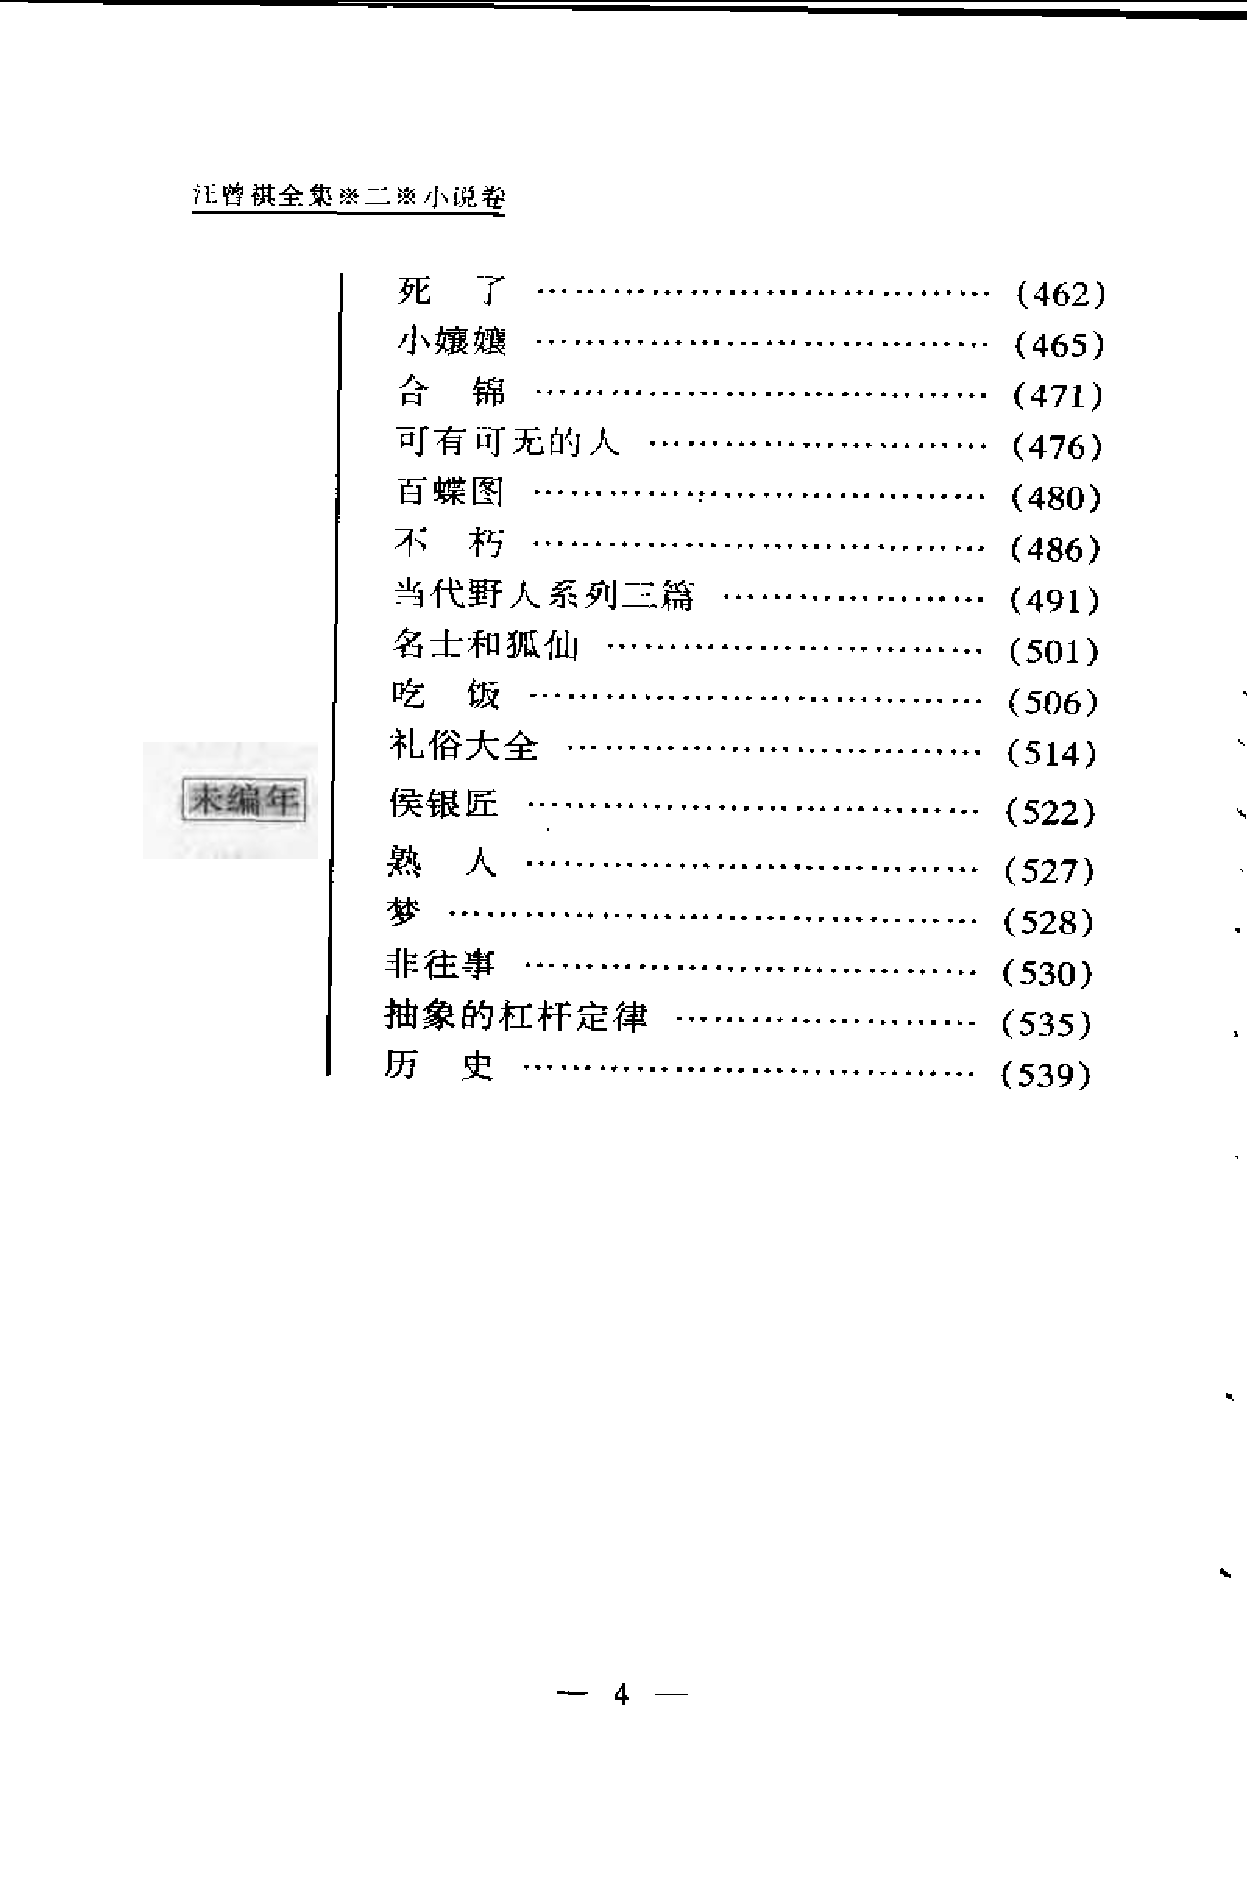 汪曾祺全集※二※小说卷
死 了 ………………………………… (462)
小孃孃 ………………………………… (465)
合 锦 ………………………………… (471)
可有可无的人 ………………………… (476)
百蝶图 ………………………………… (480)
不 朽 ………………………………… (486)
当代野人系列三篇 …………………… (491)
名士和狐仙 …………………………… (501)
吃 饭 ………………………………… (506)
礼俗大全 ……………………………… (514)
未编年 侯银匠 ………………………………… (522)
熟 人 ………………………………… (527)
梦 ……………………………………… (528)
非往事 ………………………………… (530)
抽象的杠杆定律 ……………………… (535)
历 史 ………………………………… (539)
— 4 —